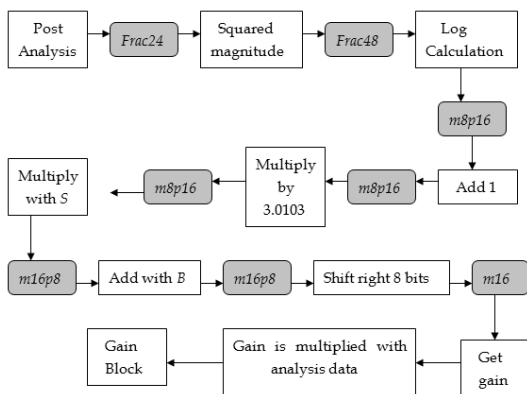 Post
Analysis
Frac24
Squared
magnitude
Frac48
Log
Calculation
m8p16
Add 1
m8p16
Multiply
by
3.0103
m8p16
Multiply
with S
m16p8
Add with B
m16p8
Shift right 8 bits
m16
Get
gain
Gain is multiplied with
analysis data
Gain
Block